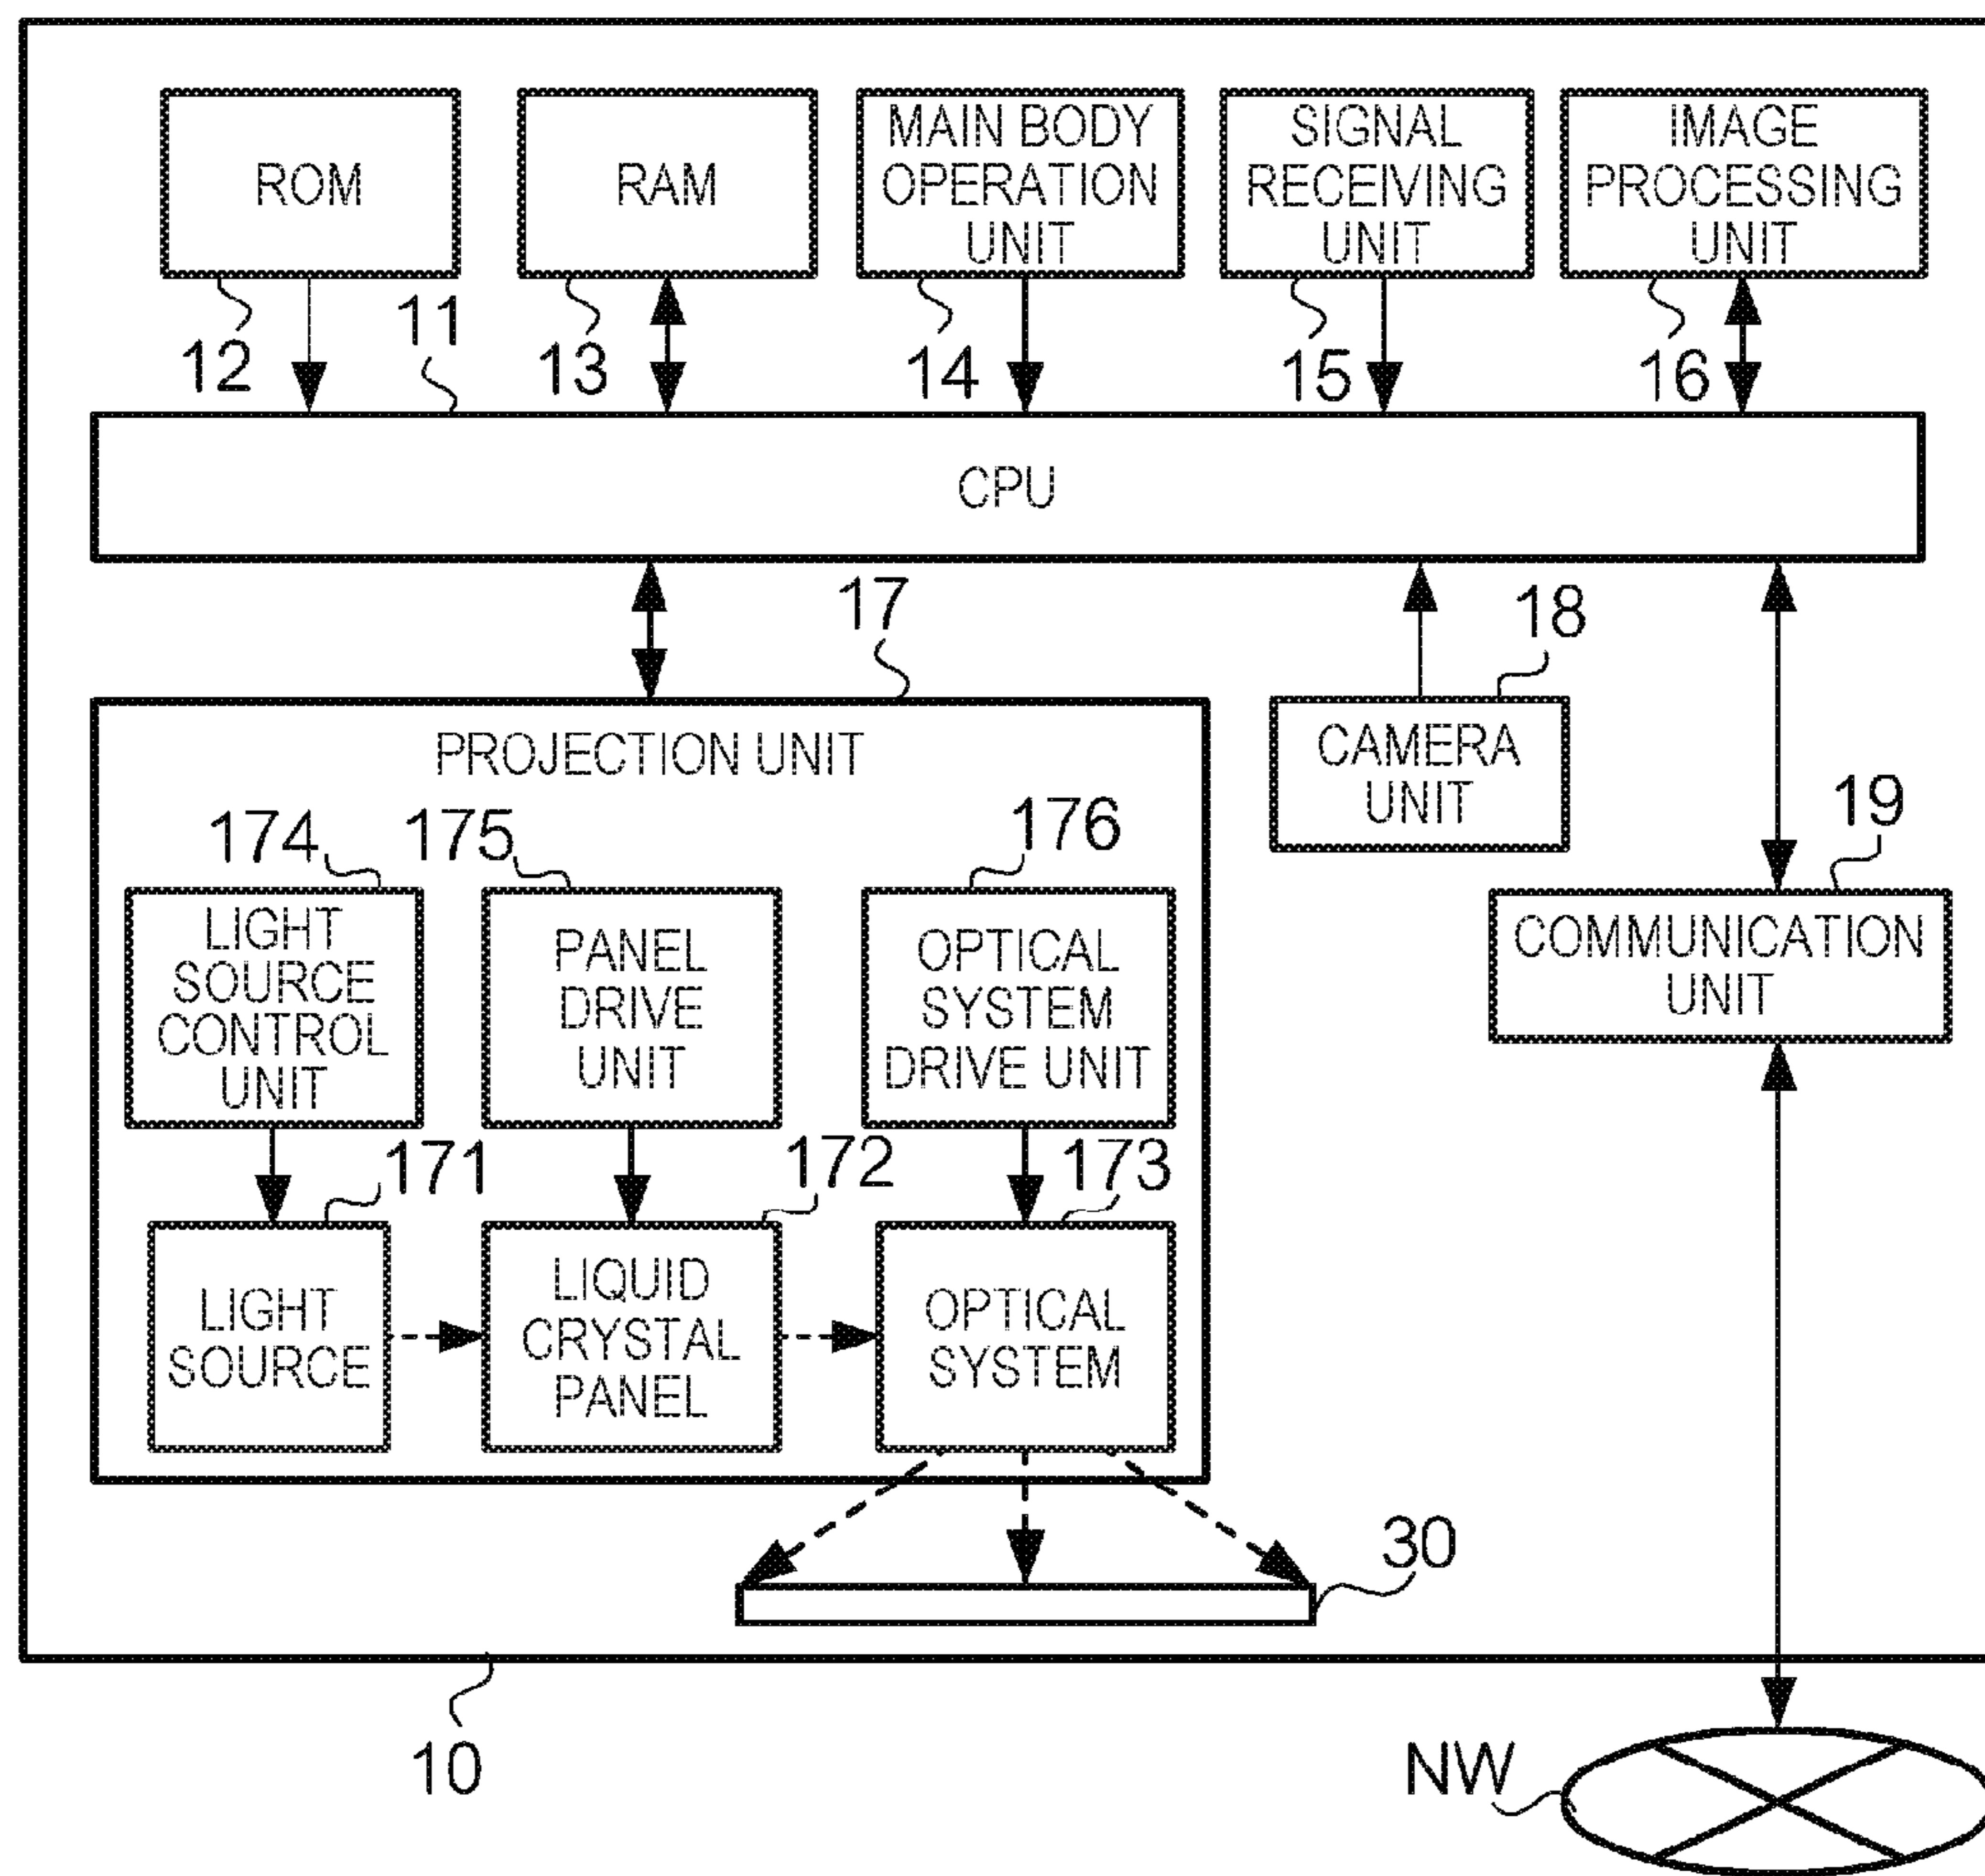 ROM
RAM
MAIN BODY
OPERATION
UNIT
SIGNAL
RECEIVING
UNIT
IMAGE
PROCESSING
UNIT
12
11
13
14
15
16
CPU
17
18
PROJECTION UNIT
CAMERA
UNIT
174
175
176
19
LIGHT
SOURCE
CONTROL
UNIT
PANEL
DRIVE
UNIT
OPTICAL
SYSTEM
DRIVE UNIT
COMMUNICATION
UNIT
171
172
173
LIGHT
SOURCE
LIQUID
CRYSTAL
PANEL
OPTICAL
SYSTEM
30
10
NW